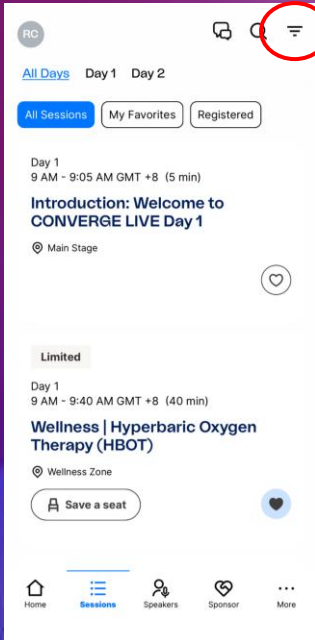 RC
All Days Day 1 Day 2
All Sessions My Favorites Registered
Day 1
9 AM - 9:05 AM GMT +8 (5 min)
Introduction: Welcome to
CONVERGE LIVE Day 1
Main Stage
Limited
Day 1
9 AM - 9:40 AM GMT +8 (40 min)
Wellness | Hyperbaric Oxygen
Therapy (HBOT)
Wellness Zone
Save a seat
Home Sessions Speakers Sponsor More